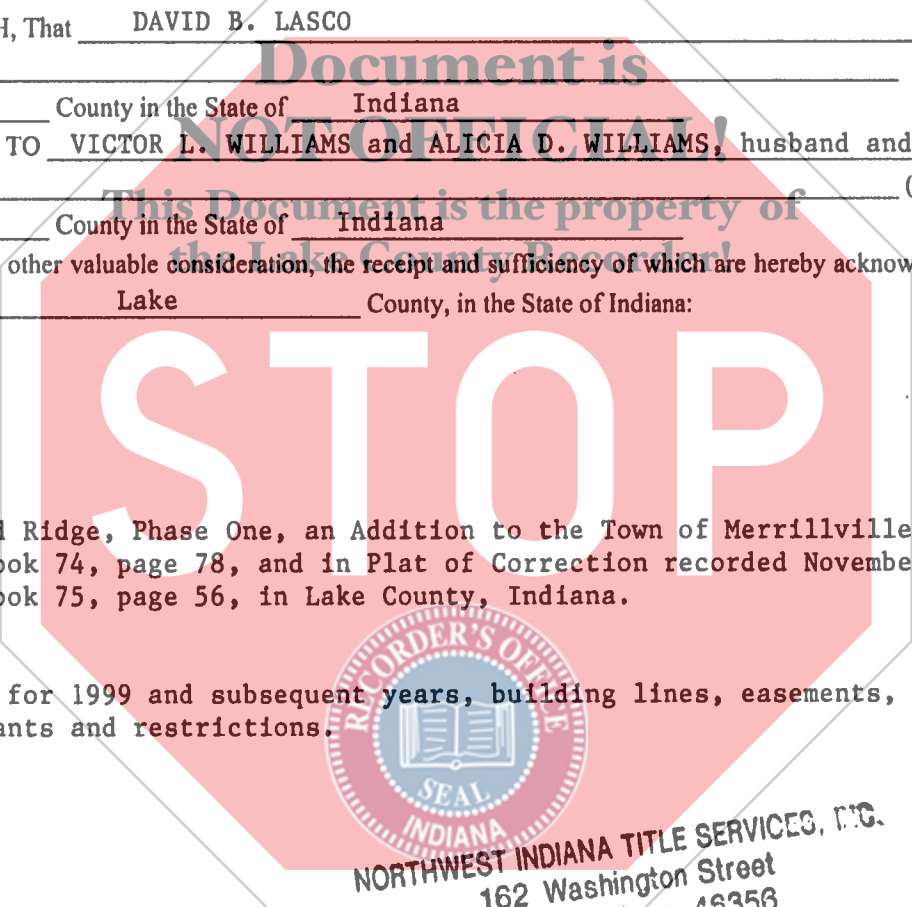 H, That DAVID B. LASCO
Document is
County in the State of Indiana
NOT OFFICIAL!
TO VICTOR L. WILLIAMS and ALICIA D. WILLIAMS, husband and
(
This Document is the property of
County in the State of Indiana
the Lake County Recorder!
other valuable consideration, the receipt and sufficiency of which are hereby acknow
Lake County, in the State of Indiana:
STOP
Ridge, Phase One, an Addition to the Town of Merrillville
ok 74, page 78, and in Plat of Correction recorded Novembe
ok 75, page 56, in Lake County, Indiana.
for 1999 and subsequent years, building lines, easements,
ants and restrictions.
RECORDER'S OFFICE
SEAL
INDIANA
NORTHWEST INDIANA TITLE SERVICES, INC.
162 Washington Street
46356